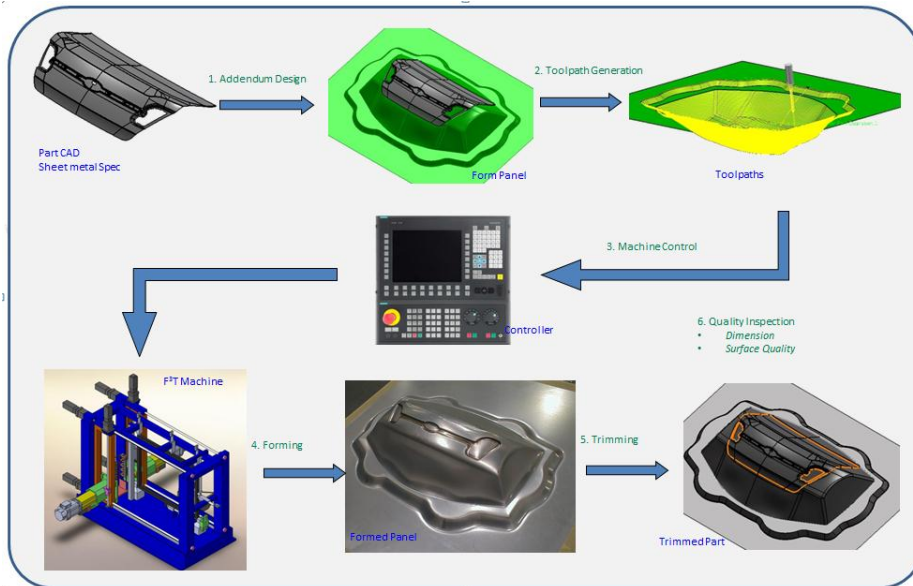 1. Addendum Design
2. Toolpath Generation
Part CAD
Sheet metal Spec
Form Panel
Toolpaths
3. Machine Control
Controller
6. Quality Inspection
• Dimension
• Surface Quality
F³T Machine
4. Forming
5. Trimming
Formed Panel
Trimmed Part